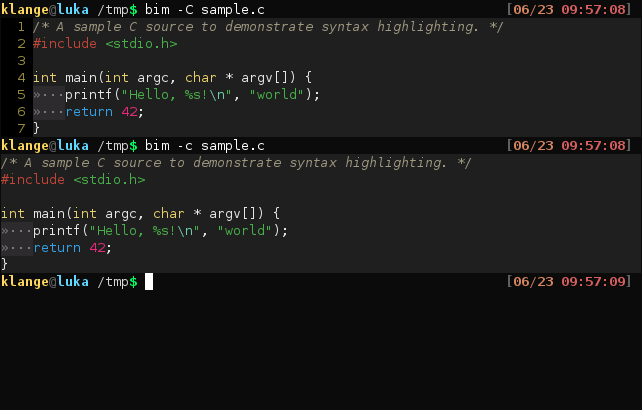 klange@luka /tmp$ bim -C sample.c [06/23 09:57:08]
1 /* A sample C source to demonstrate syntax highlighting. */
2 #include <stdio.h>
3
4 int main(int argc, char * argv[]) {
5 »···printf("Hello, %s!\n", "world");
6 »···return 42;
7 }
klange@luka /tmp$ bim -c sample.c [06/23 09:57:08]
/* A sample C source to demonstrate syntax highlighting. */
#include <stdio.h>
int main(int argc, char * argv[]) {
»···printf("Hello, %s!\n", "world");
»···return 42;
}
klange@luka /tmp$ [06/23 09:57:09]